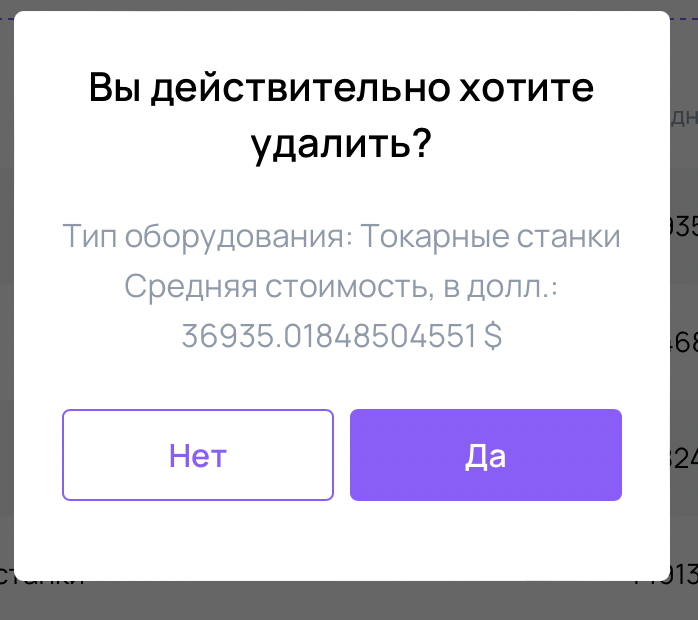 Вы действительно хотите
удалить?
Тип оборудования: Токарные станки
Средняя стоимость, в долл.:
36935.01848504551 $
Нет
Да